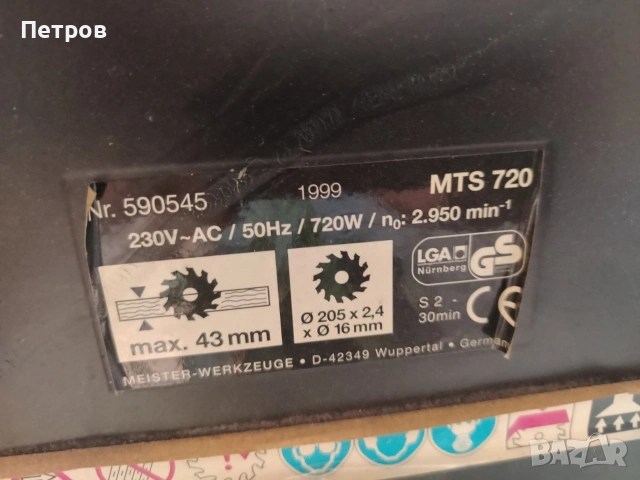 Петров
Nr. 590545 1999 MTS 720
230V~AC / 50Hz / 720W / n₀: 2.950 min⁻¹
LGA
Nürnberg
GS
max. 43 mm
Ø 205 x 2,4
x Ø 16 mm
S 2 -
30min
CE
MEISTER-WERKZEUGE • D-42349 Wuppertal • German
BAZAR